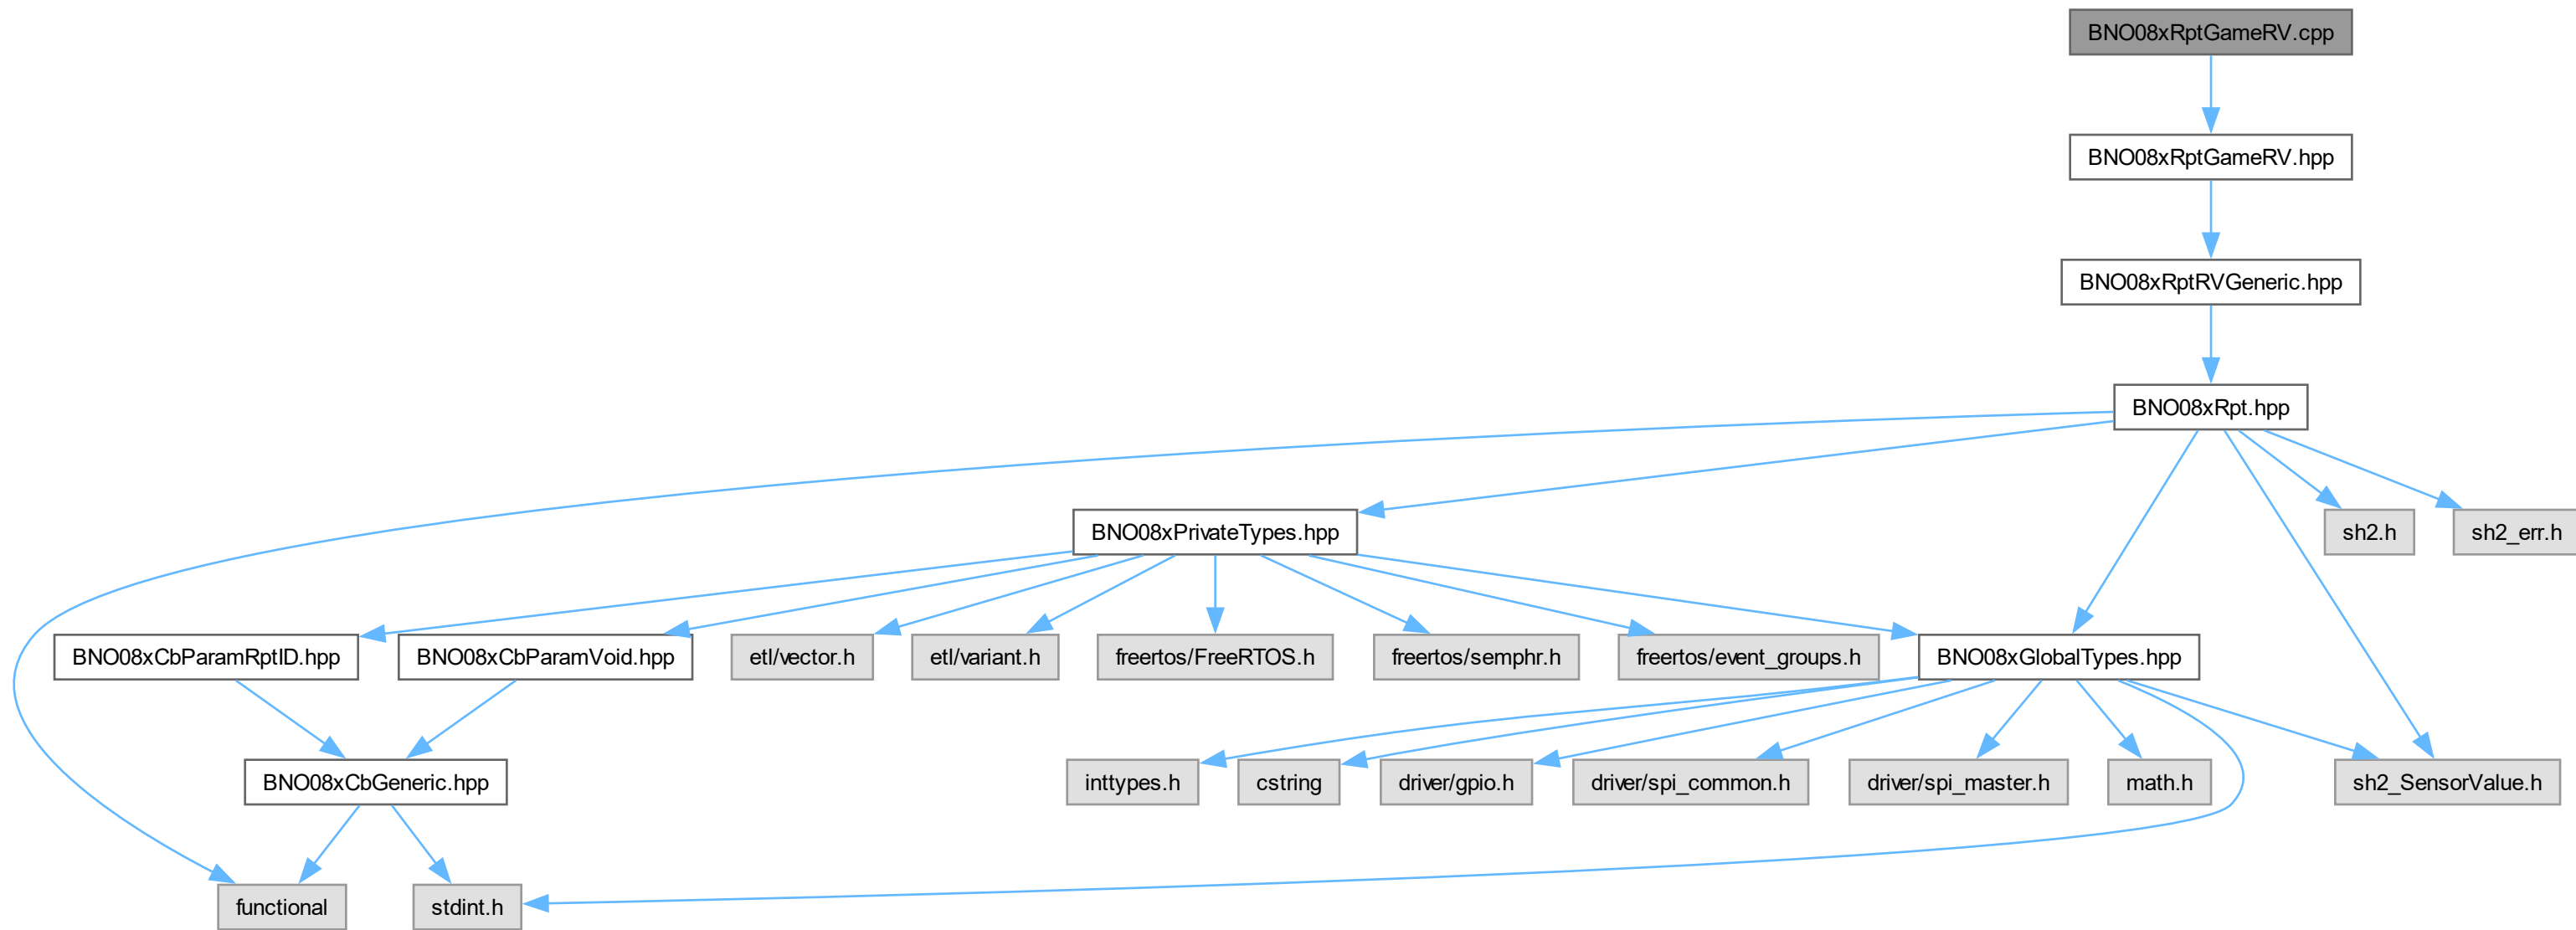 BNO08xRptGameRV.cpp
BNO08xRptGameRV.hpp
BNO08xRptRVGeneric.hpp
BNO08xRpt.hpp
BNO08xPrivateTypes.hpp
sh2.h
sh2_err.h
BNO08xCbParamRptID.hpp
BNO08xCbParamVoid.hpp
etl/vector.h
etl/variant.h
freertos/FreeRTOS.h
freertos/semphr.h
freertos/event_groups.h
BNO08xGlobalTypes.hpp
BNO08xCbGeneric.hpp
inttypes.h
cstring
driver/gpio.h
driver/spi_common.h
driver/spi_master.h
math.h
sh2_SensorValue.h
functional
stdint.h